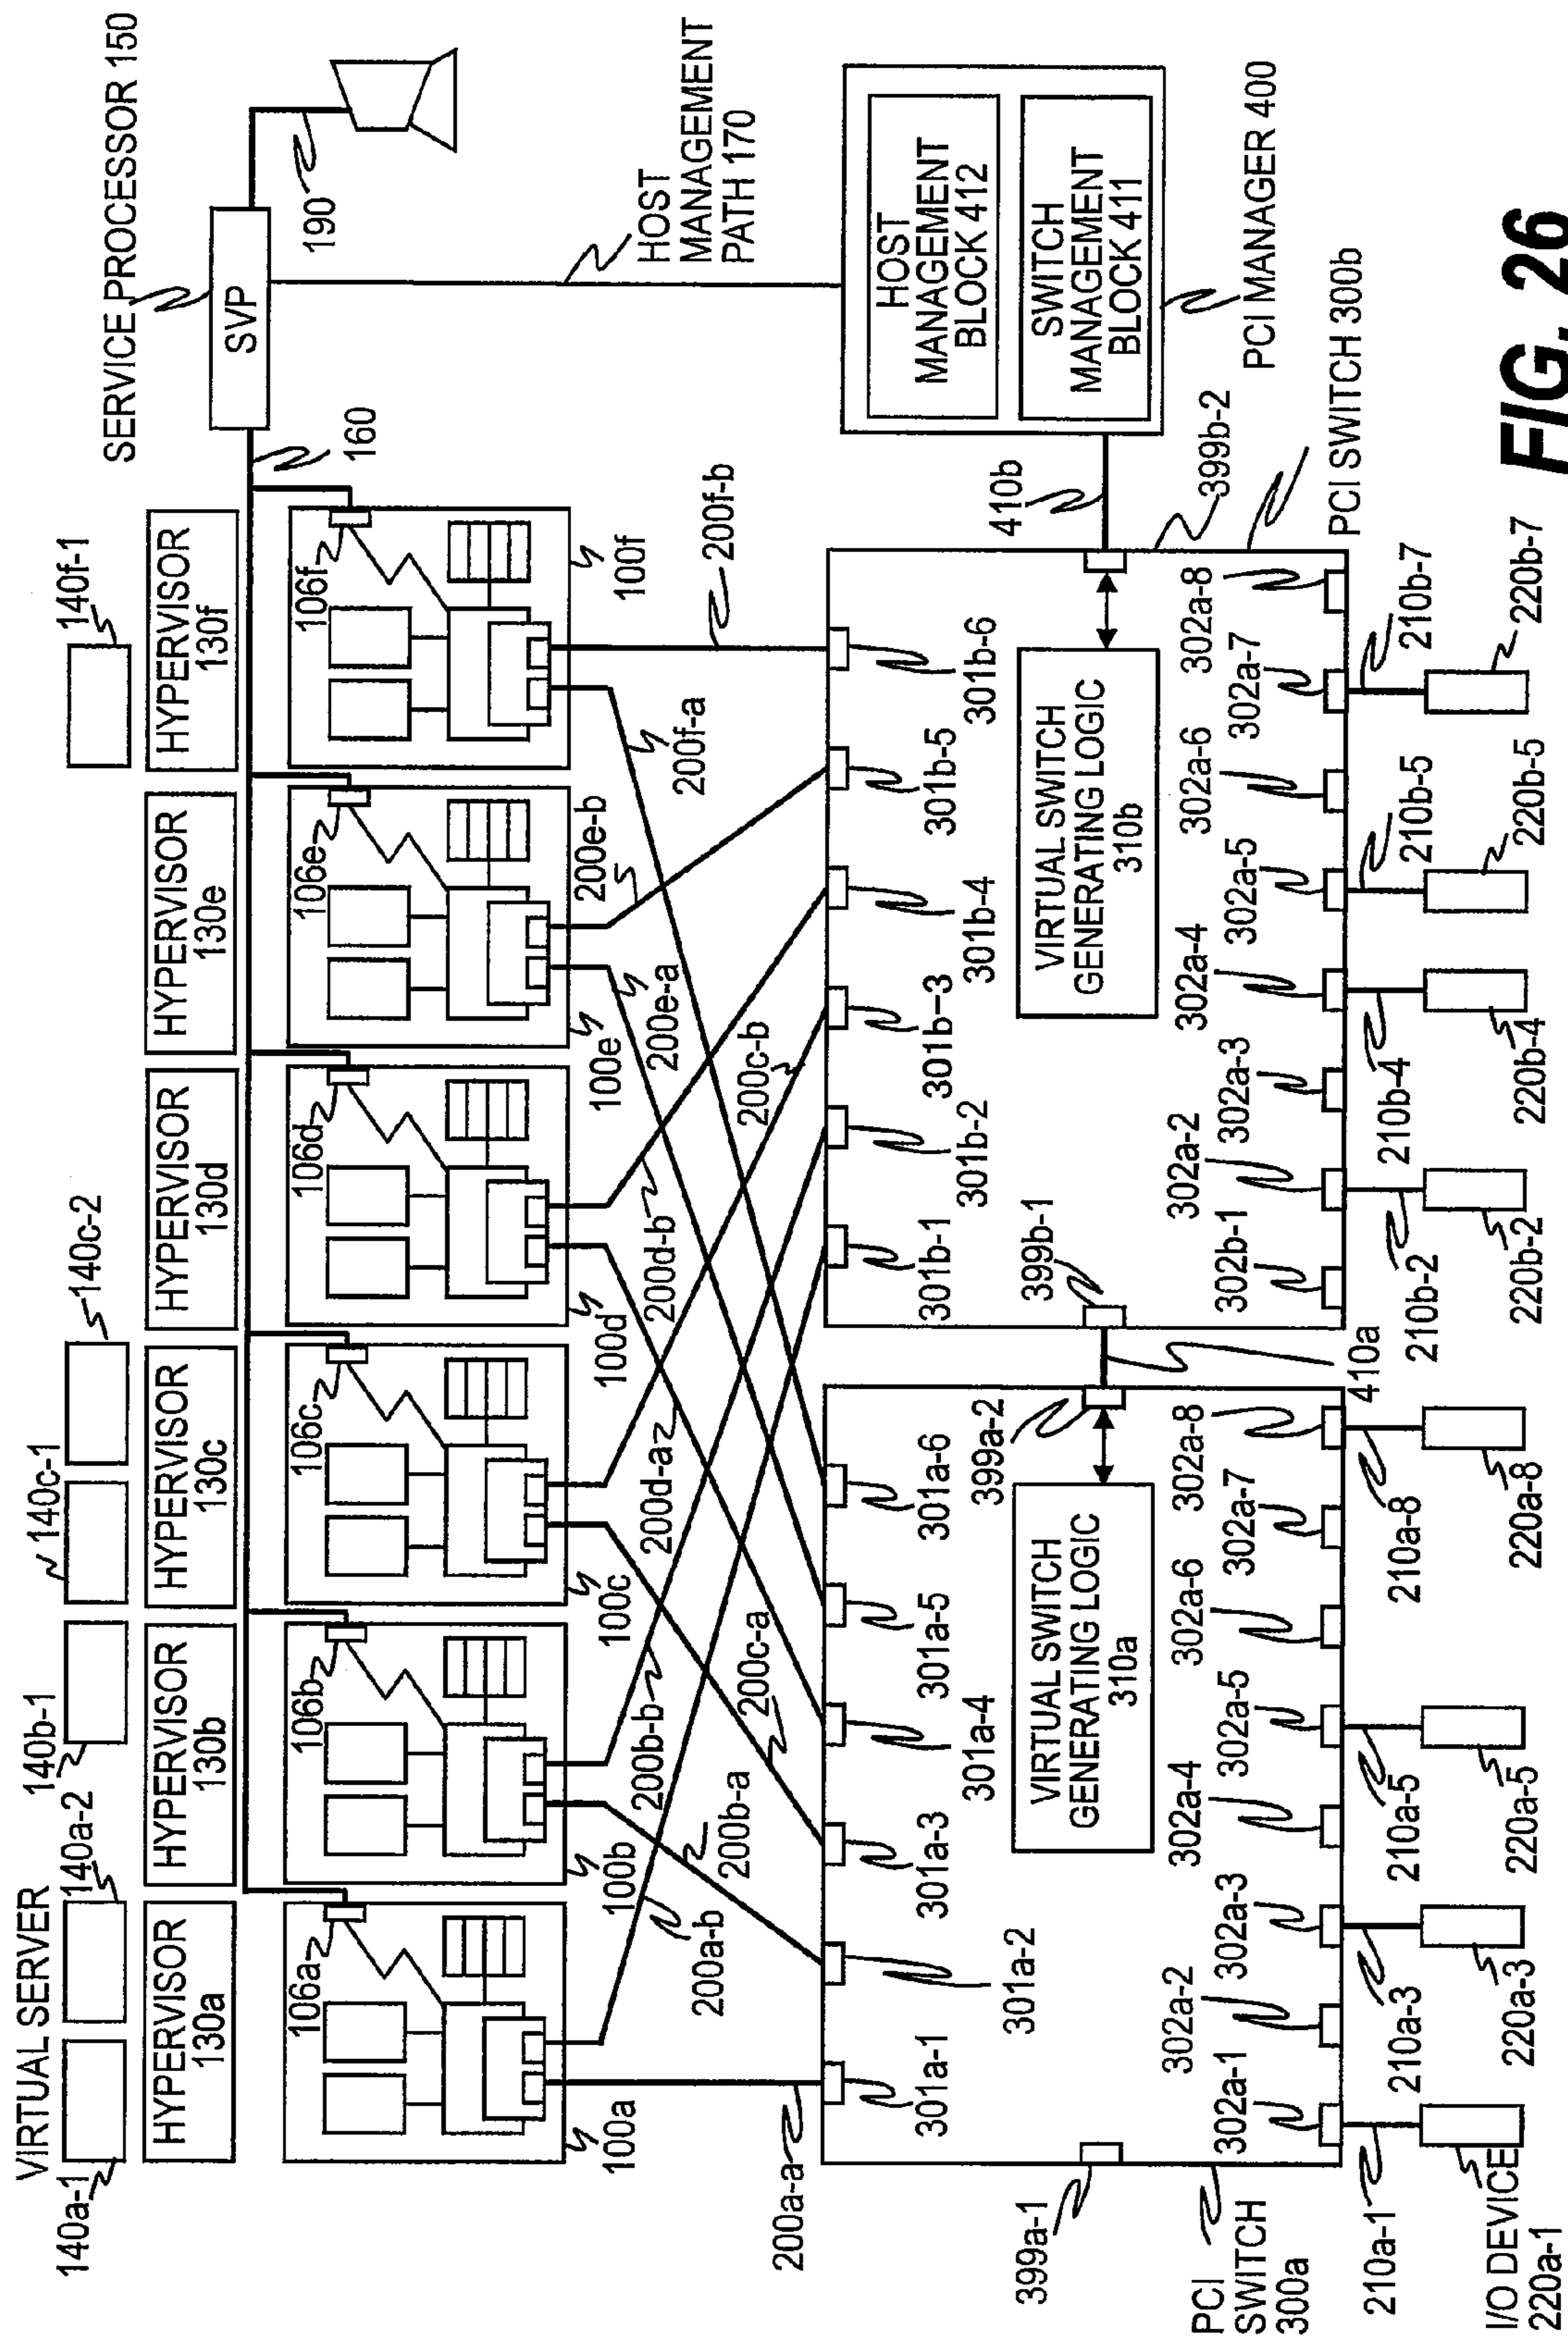 VIRTUAL SERVER
140a-1
140a-2
140b-1
140c-1
140c-2
140f-1
SERVICE PROCESSOR 150
HYPERVISOR
130a
HYPERVISOR
130b
HYPERVISOR
130c
HYPERVISOR
130d
HYPERVISOR
130e
HYPERVISOR
130f
SVP
160
190
106a
106b
106c
106d
106e
106f
100a
100b
100c
100d
100e
100f
HOST
MANAGEMENT
PATH 170
200a-a
200a-b
200b-a
200b-b
200c-a
200d-a
200d-b
200c-b
200e-a
200e-b
200f-a
200f-b
HOST
MANAGEMENT
BLOCK 412
SWITCH
MANAGEMENT
BLOCK 411
PCI MANAGER 400
410b
399b-2
PCI SWITCH 300b
301a-1
301a-2
301a-3
301a-4
301a-5
301a-6
301b-1
301b-2
301b-3
301b-4
301b-5
301b-6
399a-1
399a-2
399b-1
VIRTUAL SWITCH
GENERATING LOGIC
310a
VIRTUAL SWITCH
GENERATING LOGIC
310b
302a-1
302a-2
302a-3
302a-4
302a-5
302a-6
302a-7
302a-8
302b-1
302a-2
302a-3
302a-4
302a-5
302a-6
302a-7
302a-8
PCI
SWITCH
300a
410a
210a-1
210a-3
210a-5
210a-8
210b-2
210b-4
210b-5
210b-7
I/O DEVICE
220a-1
220a-3
220a-5
220a-8
220b-2
220b-4
220b-5
220b-7
FIG. 26